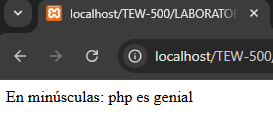 localhost/TEW-500/LABORATOR
localhost/TEW-500/
En minúsculas: php es genial